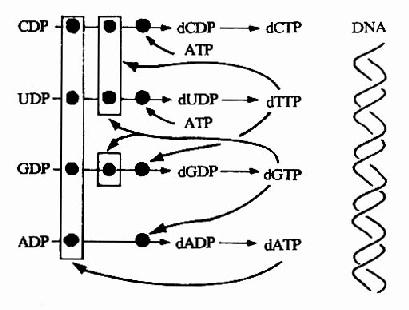 CDP dCDP dCTP DNA
ATP
UDP dUDP dTTP
ATP
GDP dGDP dGTP
ADP dADP dATP